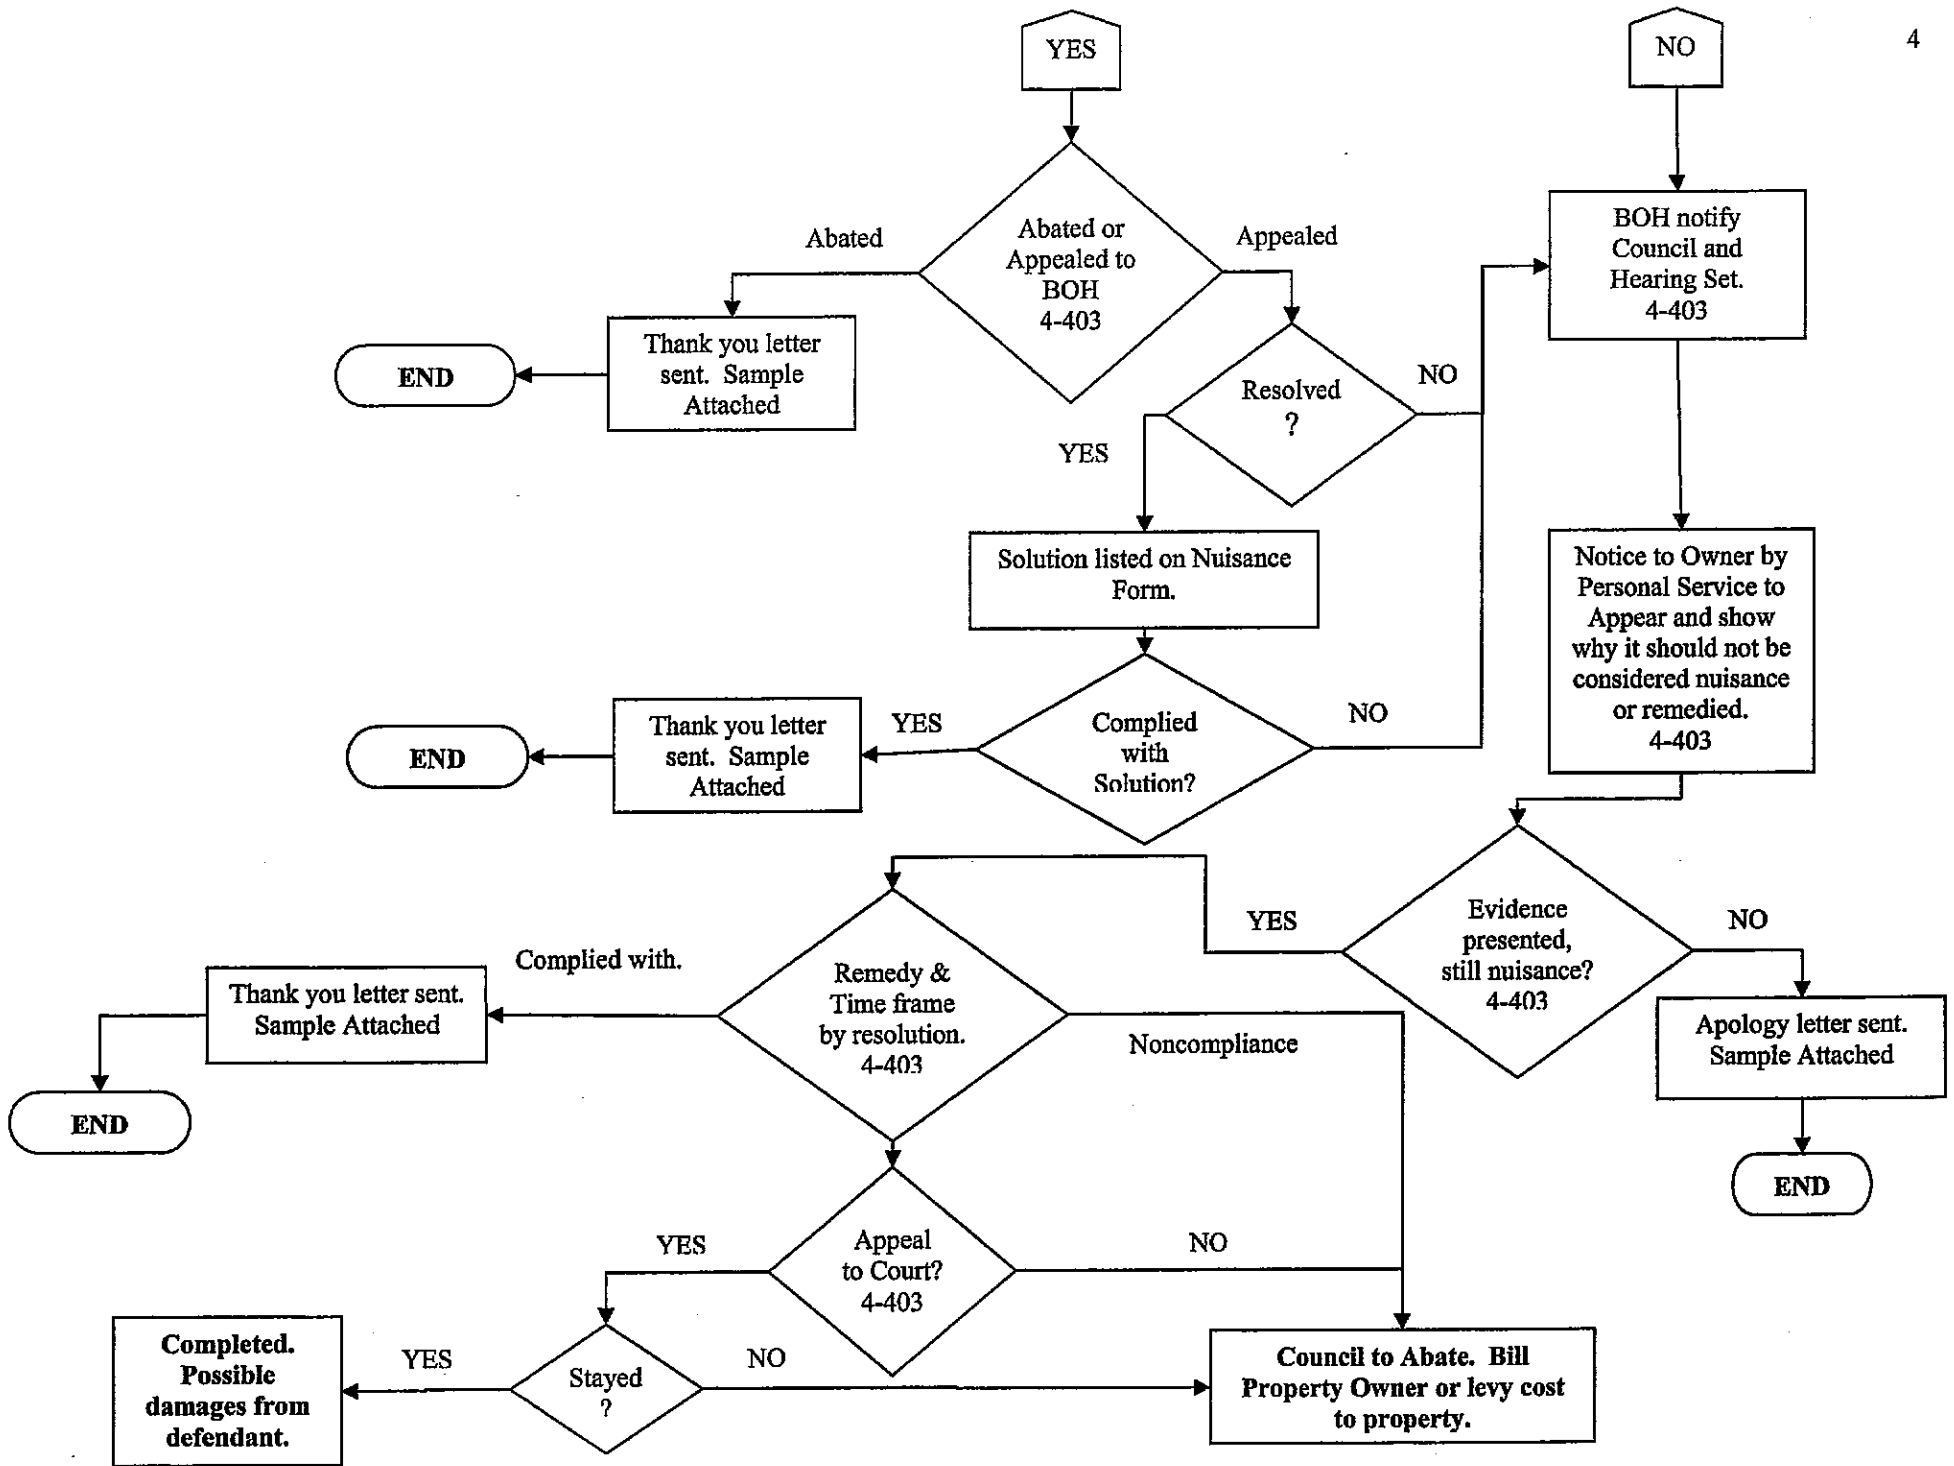 4
YES
NO
Abated or
Appealed to
BOH
4-403
Abated
Appealed
BOH notify
Council and
Hearing Set.
4-403
Thank you letter
sent. Sample
Attached
END
Resolved
?
NO
YES
Solution listed on Nuisance
Form.
Notice to Owner by
Personal Service to
Appear and show
why it should not be
considered nuisance
or remedied.
4-403
Complied
with
Solution?
YES
NO
Thank you letter
sent. Sample
Attached
END
Evidence
presented,
still nuisance?
4-403
YES
NO
Remedy &
Time frame
by resolution.
4-403
Complied with.
Noncompliance
Thank you letter sent.
Sample Attached
END
Apology letter sent.
Sample Attached
END
Appeal
to Court?
4-403
YES
NO
Stayed
?
YES
NO
Completed.
Possible
damages from
defendant.
Council to Abate. Bill
Property Owner or levy cost
to property.